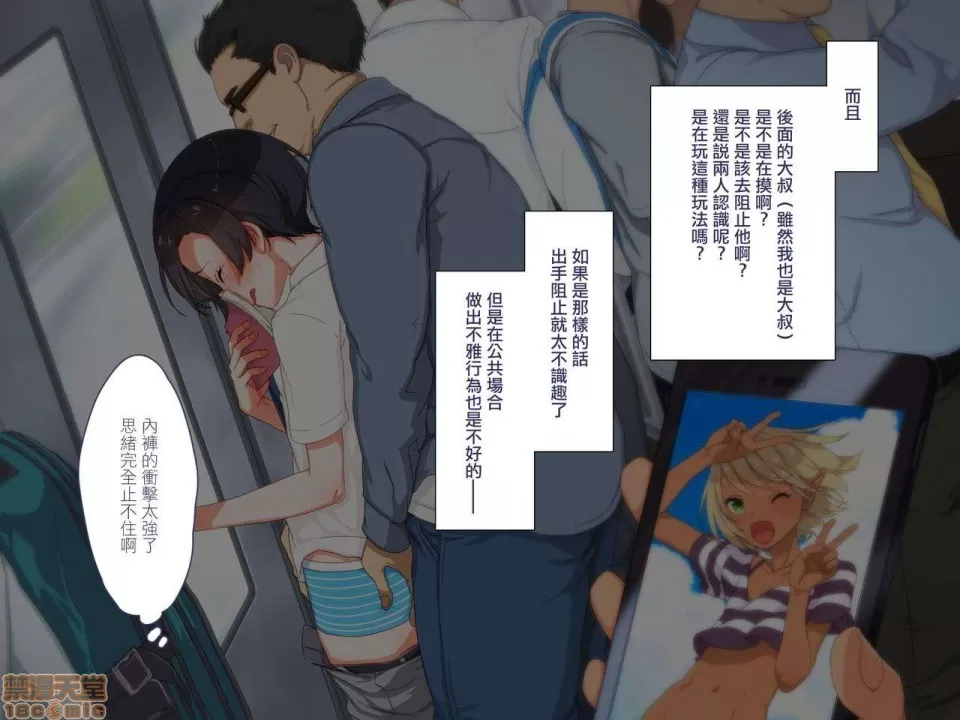 而且
後面的大叔（雖然我也是大叔）
是不是在摸啊？
是不是該去阻止他啊？
還是說兩人認識呢？
是在玩這種玩法嗎？
如果是那樣的話
出手阻止就太不識趣了
但是在公共場合
做出不雅行為也是不好的——
內褲的衝擊太強了
思緒完全止不住啊
禁漫天堂
18comic